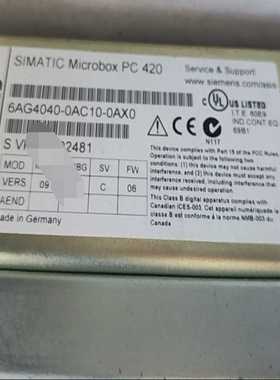 SIMATIC Microbox PC 420
Service & Support:
www.siemens.com/asis
6AG4040-0AC10-0AX0
C UL US LISTED
I.T.E. 60E9
IND.CONT.EQ
69B1
N117
S V 2481
MOD BG SV FW
VERS 09 C 06
AEND
Made in Germany
This device complies with Part 15 of the FCC Rules.
Operation is subject to the following two conditions:
(1) this device may not cause harmful
interference, and (2) this device must accept any
interference received, including interference that
may cause undesired operation.
This Class B digital apparatus complies with
Canadian ICES-003. Cet appareil numérique de la
classe B est conforme à la norme NMB-003 du
Canada